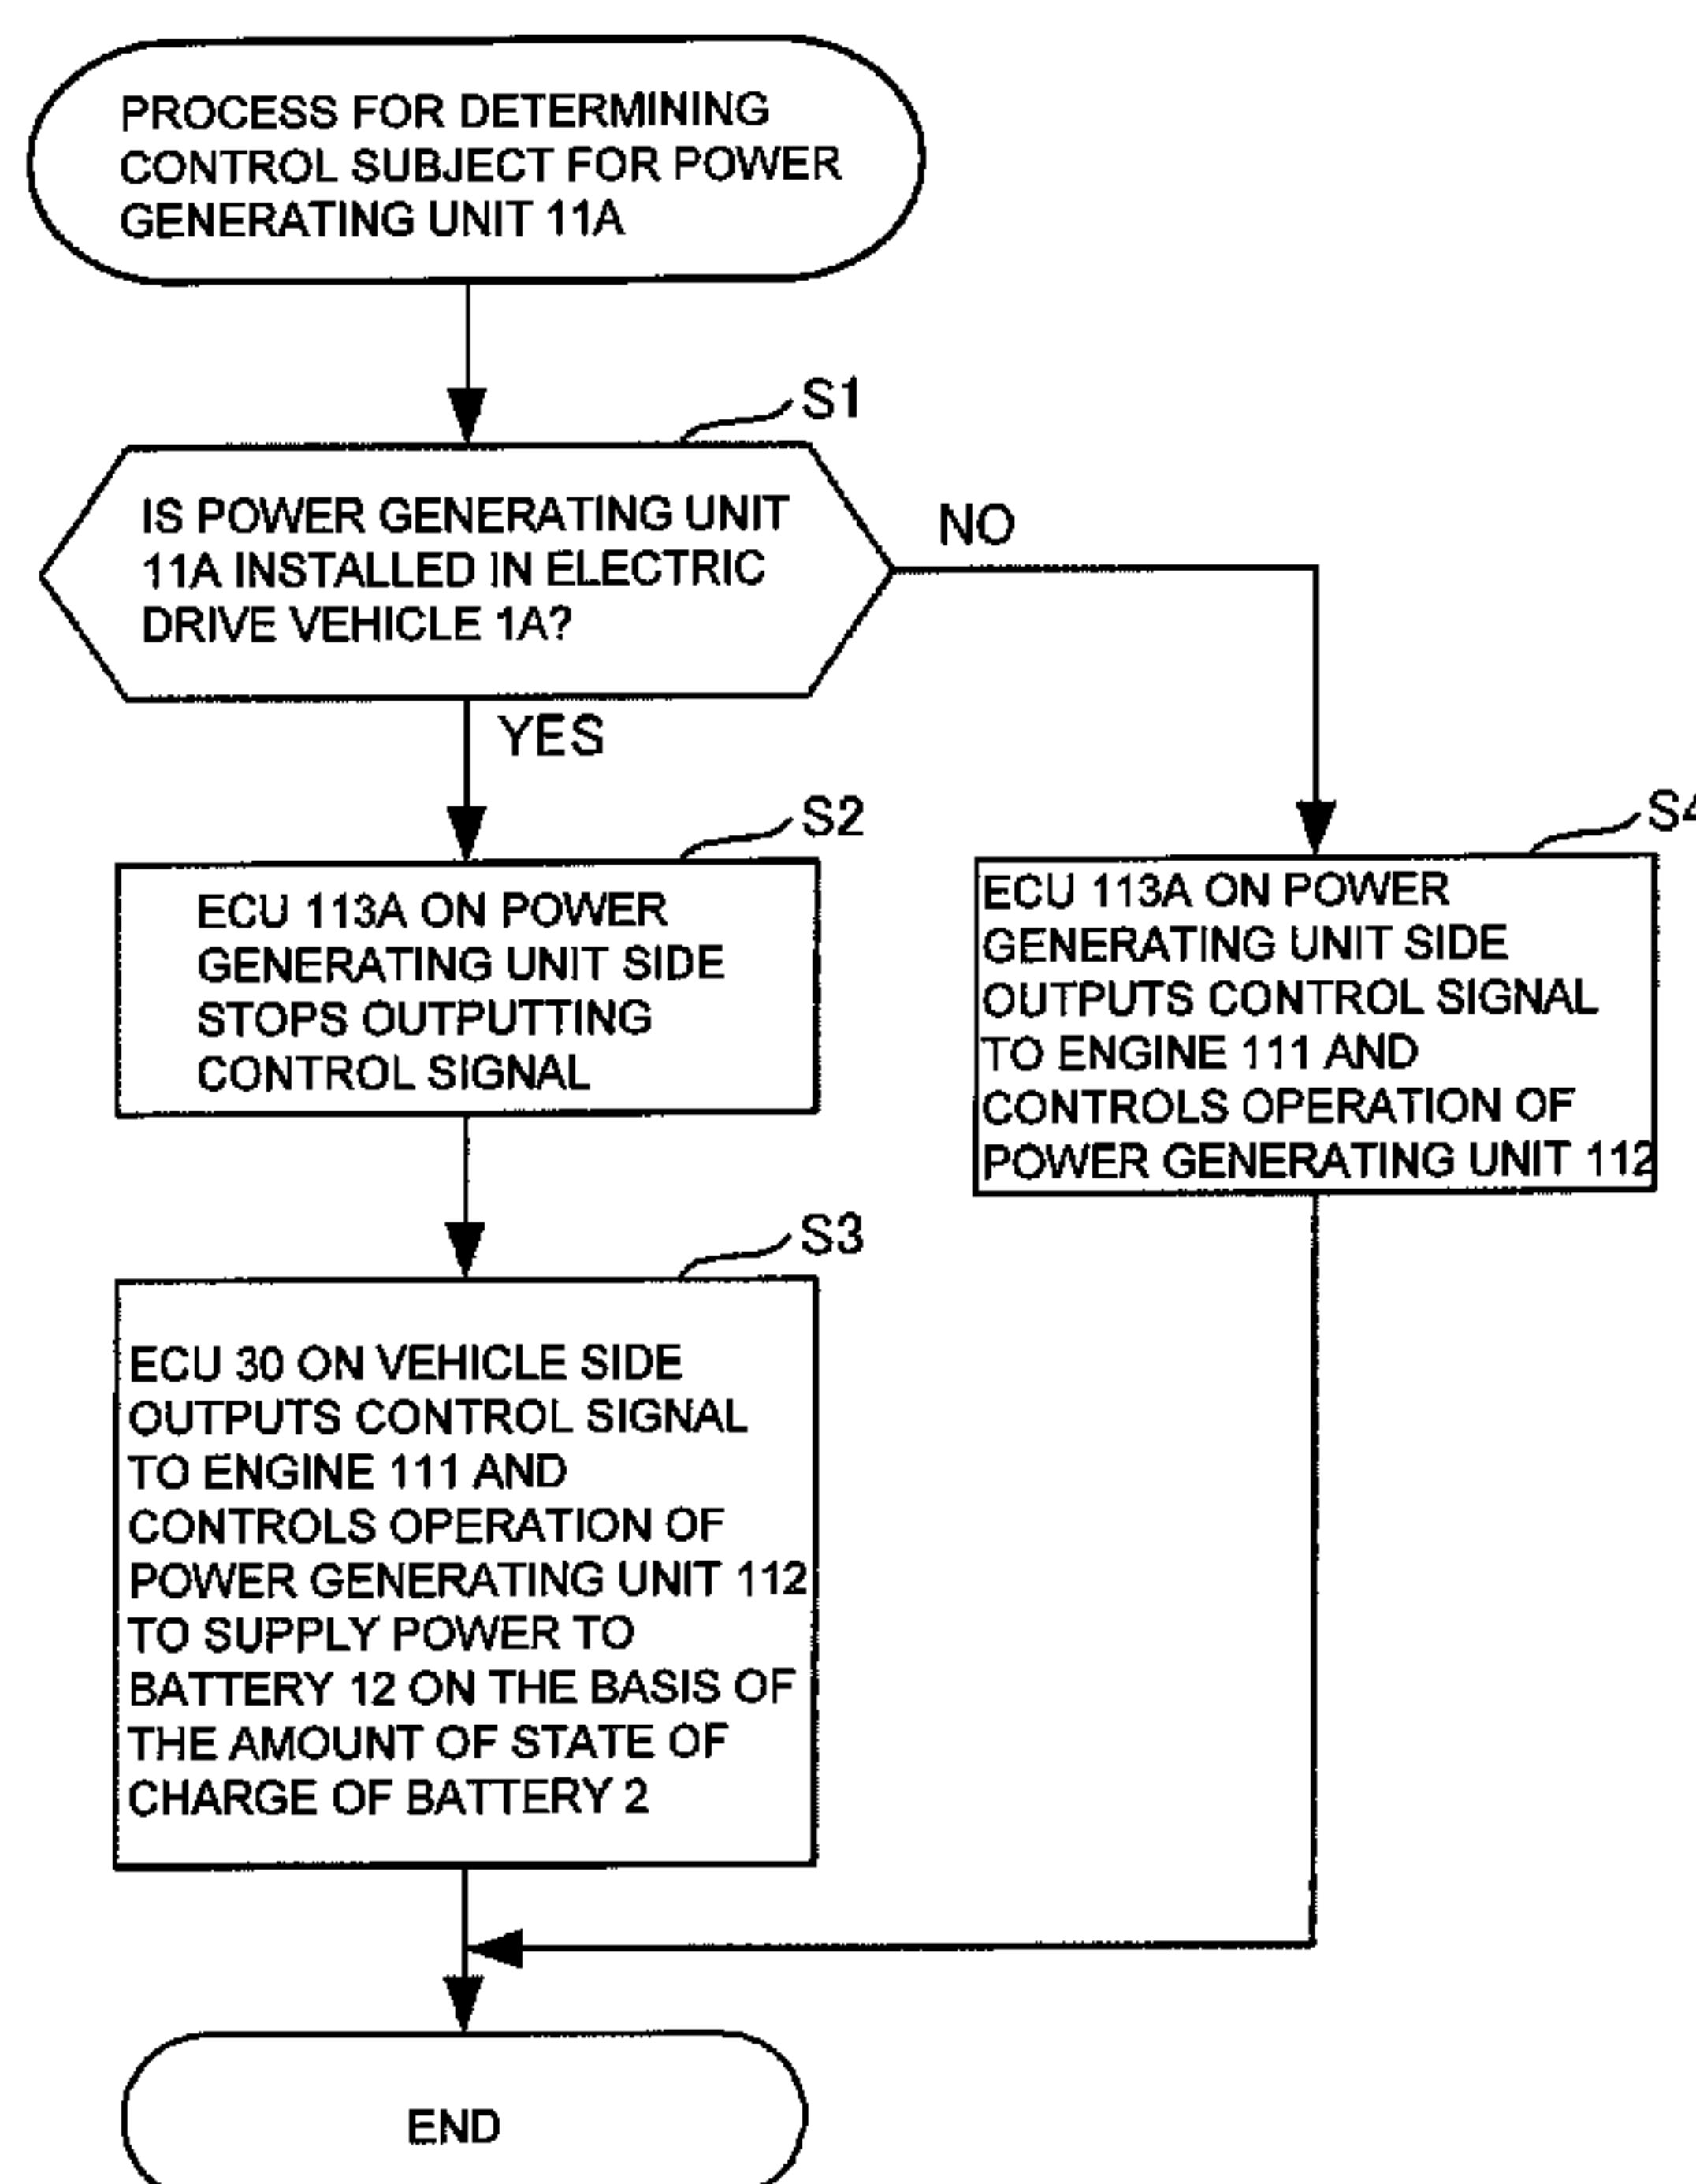 PROCESS FOR DETERMINING
CONTROL SUBJECT FOR POWER
GENERATING UNIT 11A
S1
IS POWER GENERATING UNIT
11A INSTALLED IN ELECTRIC
DRIVE VEHICLE 1A?
NO
YES
S2
ECU 113A ON POWER
GENERATING UNIT SIDE
STOPS OUTPUTTING
CONTROL SIGNAL
S4
ECU 113A ON POWER
GENERATING UNIT SIDE
OUTPUTS CONTROL SIGNAL
TO ENGINE 111 AND
CONTROLS OPERATION OF
POWER GENERATING UNIT 112
S3
ECU 30 ON VEHICLE SIDE
OUTPUTS CONTROL SIGNAL
TO ENGINE 111 AND
CONTROLS OPERATION OF
POWER GENERATING UNIT 112
TO SUPPLY POWER TO
BATTERY 12 ON THE BASIS OF
THE AMOUNT OF STATE OF
CHARGE OF BATTERY 2
END